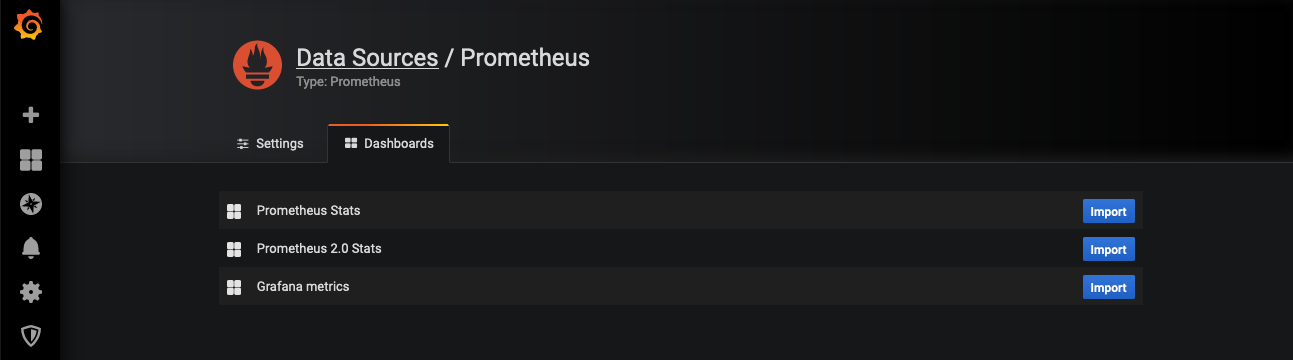 Data Sources / Prometheus
Type: Prometheus
Settings
Dashboards
Prometheus Stats
Import
Prometheus 2.0 Stats
Import
Grafana metrics
Import